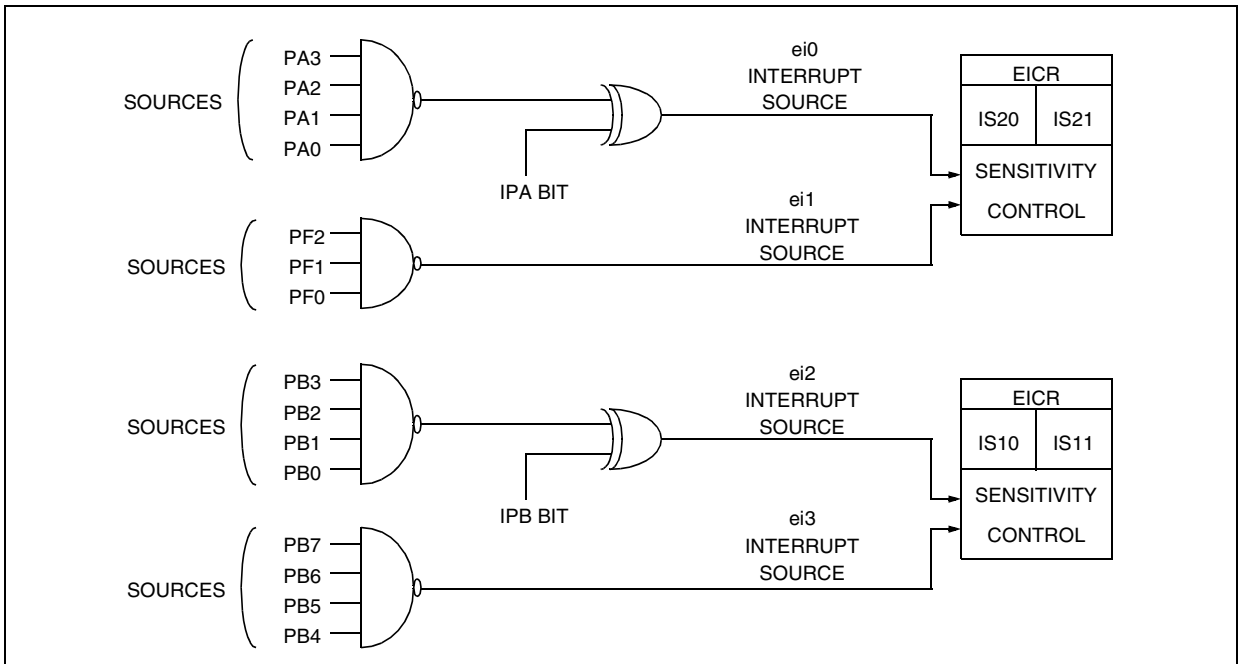 SOURCES
PA3
PA2
PA1
PA0
IPA BIT
ei0
INTERRUPT
SOURCE
EICR
IS20 IS21
SENSITIVITY
CONTROL
SOURCES
PF2
PF1
PF0
ei1
INTERRUPT
SOURCE
SOURCES
PB3
PB2
PB1
PB0
IPB BIT
ei2
INTERRUPT
SOURCE
EICR
IS10 IS11
SENSITIVITY
CONTROL
SOURCES
PB7
PB6
PB5
PB4
ei3
INTERRUPT
SOURCE